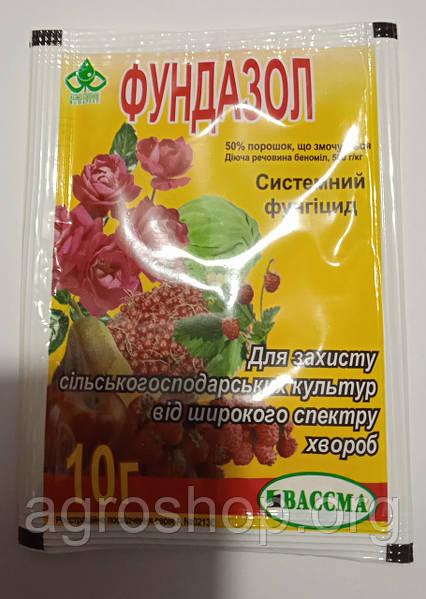 ФУНДАЗОЛ
50% порошок, що змочується
Діюча речовина беноміл, 500 г/кг
Системний
фунгіцид
Для захисту
сільськогосподарських культур
від широкого спектру
хвороб
10г
ВАССМА
agroshop.org